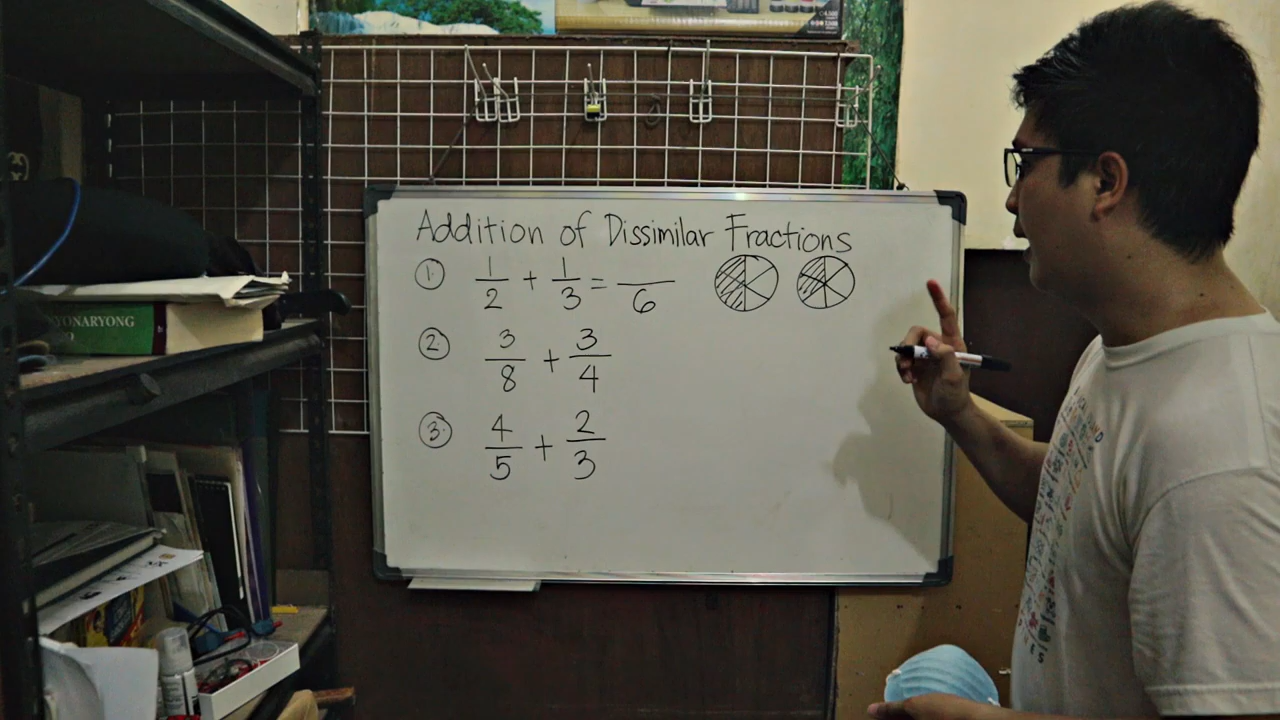 Addition of Dissimilar Fractions
① 1/2 + 1/3 = __/6
② 3/8 + 3/4
③ 4/5 + 2/3
YONARYONG